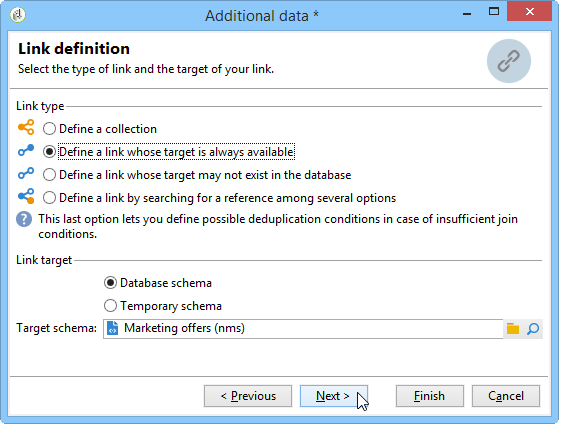 Additional data *
Link definition
Select the type of link and the target of your link.
Link type
Define a collection
Define a link whose target is always available
Define a link whose target may not exist in the database
Define a link by searching for a reference among several options
? This last option lets you define possible deduplication conditions in case of insufficient join
conditions.
Link target
Database schema
Temporary schema
Target schema: Marketing offers (nms)
< Previous Next > Finish Cancel